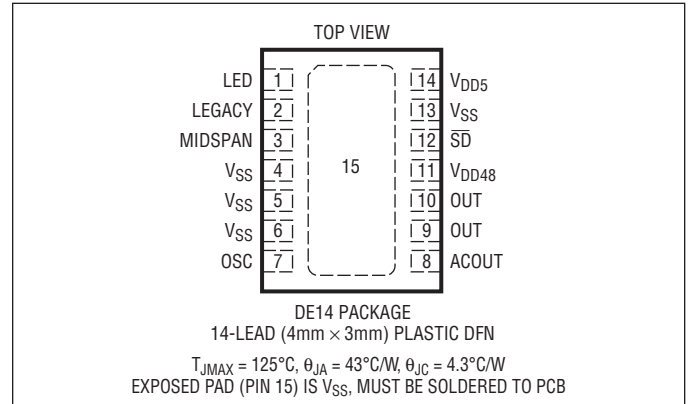 TOP VIEW
LED 1 14 VDD5
LEGACY 2 13 VSS
MIDSPAN 3 12 S̅D̅
VSS 4 15 11 VDD48
VSS 5 10 OUT
VSS 6 9 OUT
OSC 7 8 ACOUT
DE14 PACKAGE
14-LEAD (4mm × 3mm) PLASTIC DFN
TJMAX = 125°C, θJA = 43°C/W, θJC = 4.3°C/W
EXPOSED PAD (PIN 15) IS VSS, MUST BE SOLDERED TO PCB